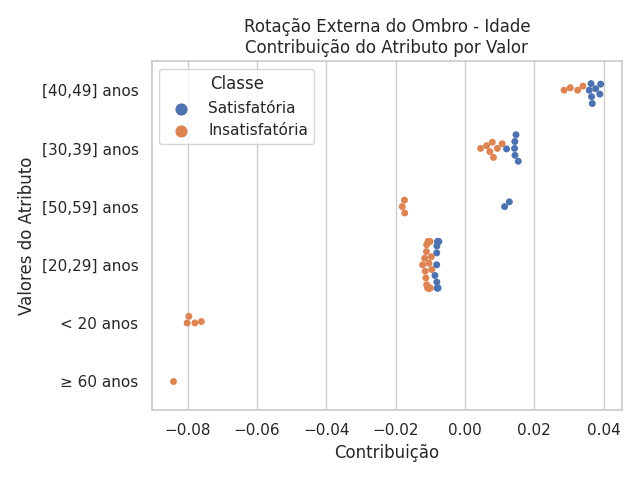 Rotação Externa do Ombro - Idade
Contribuição do Atributo por Valor
Classe
Satisfatória
Insatisfatória
Valores do Atributo
[40,49] anos
[30,39] anos
[50,59] anos
[20,29] anos
< 20 anos
≥ 60 anos
−0.08 −0.06 −0.04 −0.02 0.00 0.02 0.04
Contribuição